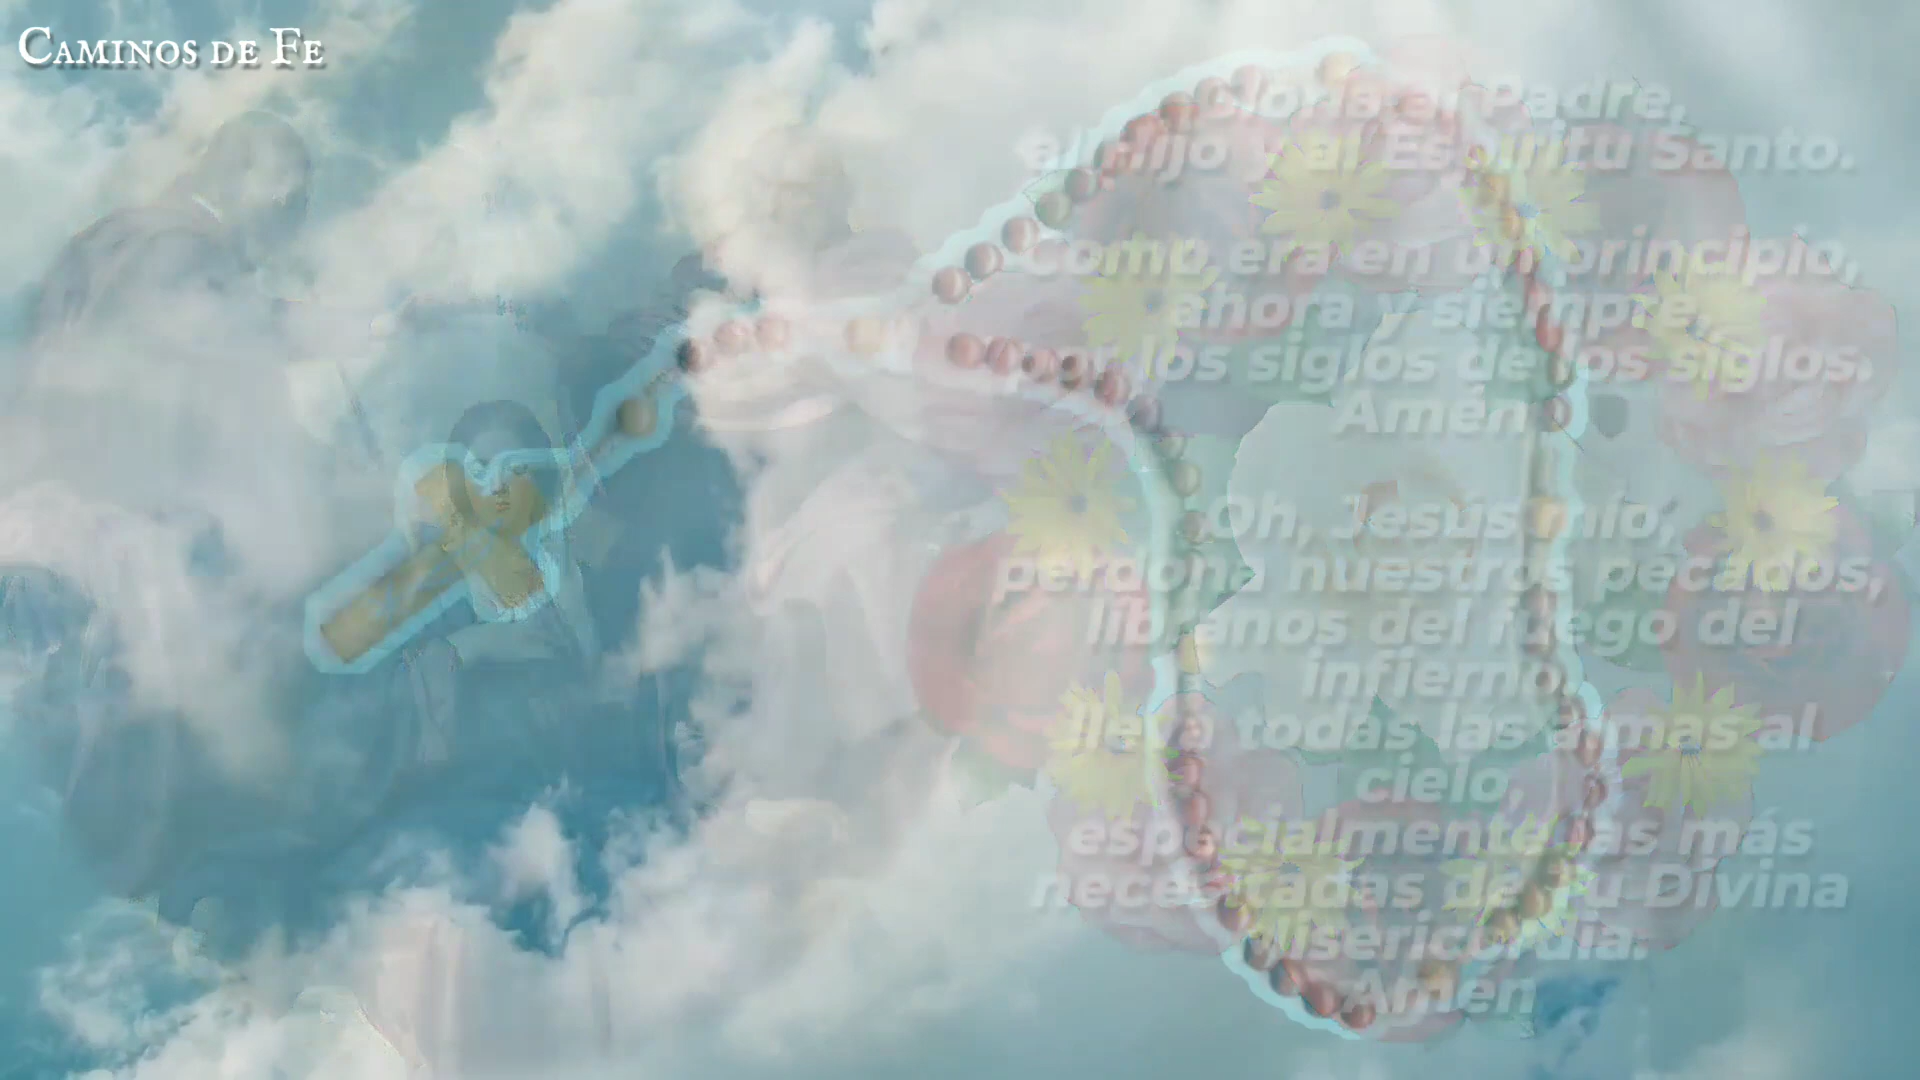 Caminos de Fe
Gloria al Padre,
al Hijo y al Espíritu Santo.
Como era en un principio,
ahora y siempre,
por los siglos de los siglos.
Amén
Oh, Jesús mío,
perdona nuestros pecados,
libranos del fuego del
infierno,
lleva todas las almas al
cielo,
especialmente las más
necesitadas de Tu Divina
Misericordia.
Amén